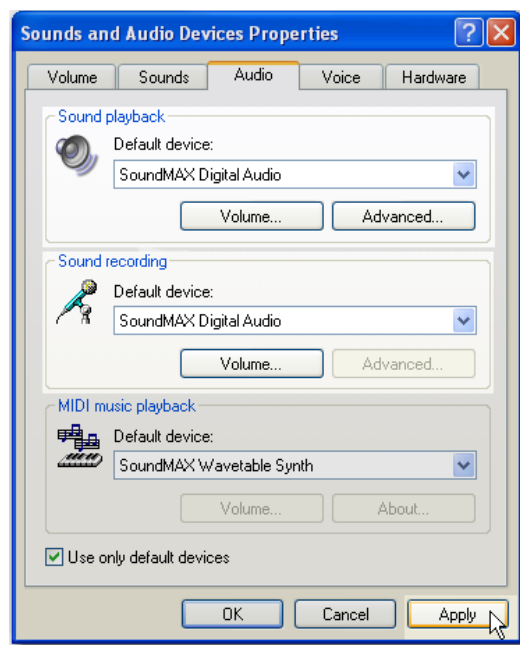 Sounds and Audio Devices Properties
?
X
Volume Sounds Audio Voice Hardware
Sound playback
Default device:
SoundMAX Digital Audio
Volume... Advanced...
Sound recording
Default device:
SoundMAX Digital Audio
Volume... Advanced...
MIDI music playback
Default device:
SoundMAX Wavetable Synth
Volume... About...
Use only default devices
OK Cancel Apply